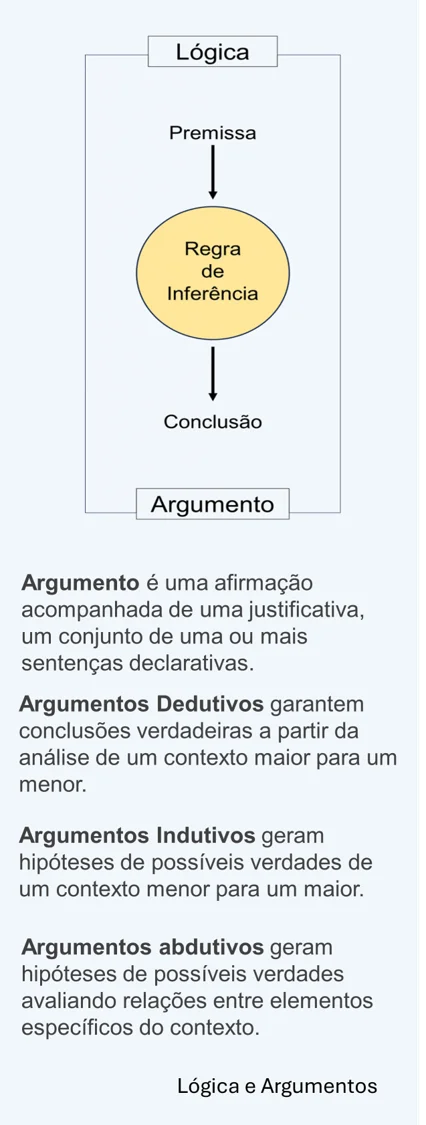 Lógica
Premissa
Regra
de
Inferência
Conclusão
Argumento
Argumento é uma afirmação
acompanhada de uma justificativa,
um conjunto de uma ou mais
sentenças declarativas.
Argumentos Dedutivos garantem
conclusões verdadeiras a partir da
análise de um contexto maior para um
menor.
Argumentos Indutivos geram
hipóteses de possíveis verdades de
um contexto menor para um maior.
Argumentos abdutivos geram
hipóteses de possíveis verdades
avaliando relações entre elementos
específicos do contexto.
Lógica e Argumentos